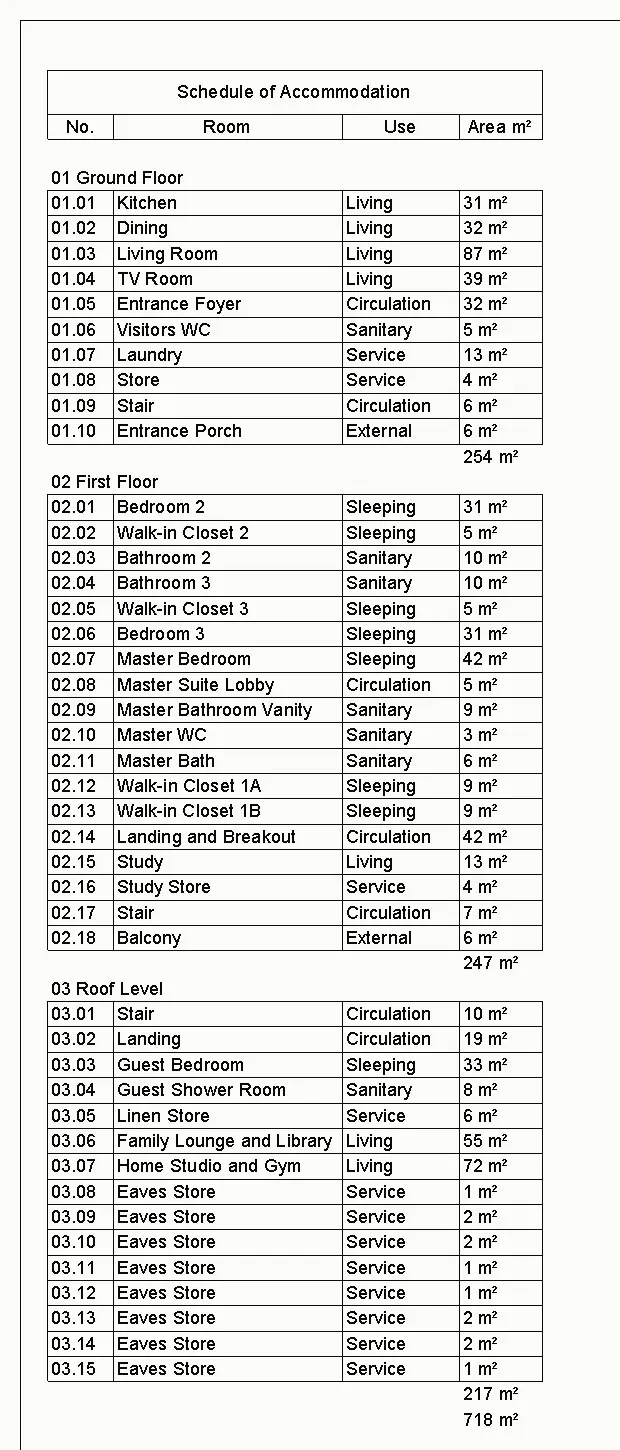 Schedule of Accommodation
No. Room Use Area m²
01 Ground Floor
01.01 Kitchen Living 31 m²
01.02 Dining Living 32 m²
01.03 Living Room Living 87 m²
01.04 TV Room Living 39 m²
01.05 Entrance Foyer Circulation 32 m²
01.06 Visitors WC Sanitary 5 m²
01.07 Laundry Service 13 m²
01.08 Store Service 4 m²
01.09 Stair Circulation 6 m²
01.10 Entrance Porch External 6 m²
254 m²
02 First Floor
02.01 Bedroom 2 Sleeping 31 m²
02.02 Walk-in Closet 2 Sleeping 5 m²
02.03 Bathroom 2 Sanitary 10 m²
02.04 Bathroom 3 Sanitary 10 m²
02.05 Walk-in Closet 3 Sleeping 5 m²
02.06 Bedroom 3 Sleeping 31 m²
02.07 Master Bedroom Sleeping 42 m²
02.08 Master Suite Lobby Circulation 5 m²
02.09 Master Bathroom Vanity Sanitary 9 m²
02.10 Master WC Sanitary 3 m²
02.11 Master Bath Sanitary 6 m²
02.12 Walk-in Closet 1A Sleeping 9 m²
02.13 Walk-in Closet 1B Sleeping 9 m²
02.14 Landing and Breakout Circulation 42 m²
02.15 Study Living 13 m²
02.16 Study Store Service 4 m²
02.17 Stair Circulation 7 m²
02.18 Balcony External 6 m²
247 m²
03 Roof Level
03.01 Stair Circulation 10 m²
03.02 Landing Circulation 19 m²
03.03 Guest Bedroom Sleeping 33 m²
03.04 Guest Shower Room Sanitary 8 m²
03.05 Linen Store Service 6 m²
03.06 Family Lounge and Library Living 55 m²
03.07 Home Studio and Gym Living 72 m²
03.08 Eaves Store Service 1 m²
03.09 Eaves Store Service 2 m²
03.10 Eaves Store Service 2 m²
03.11 Eaves Store Service 1 m²
03.12 Eaves Store Service 1 m²
03.13 Eaves Store Service 2 m²
03.14 Eaves Store Service 2 m²
03.15 Eaves Store Service 1 m²
217 m²
718 m²